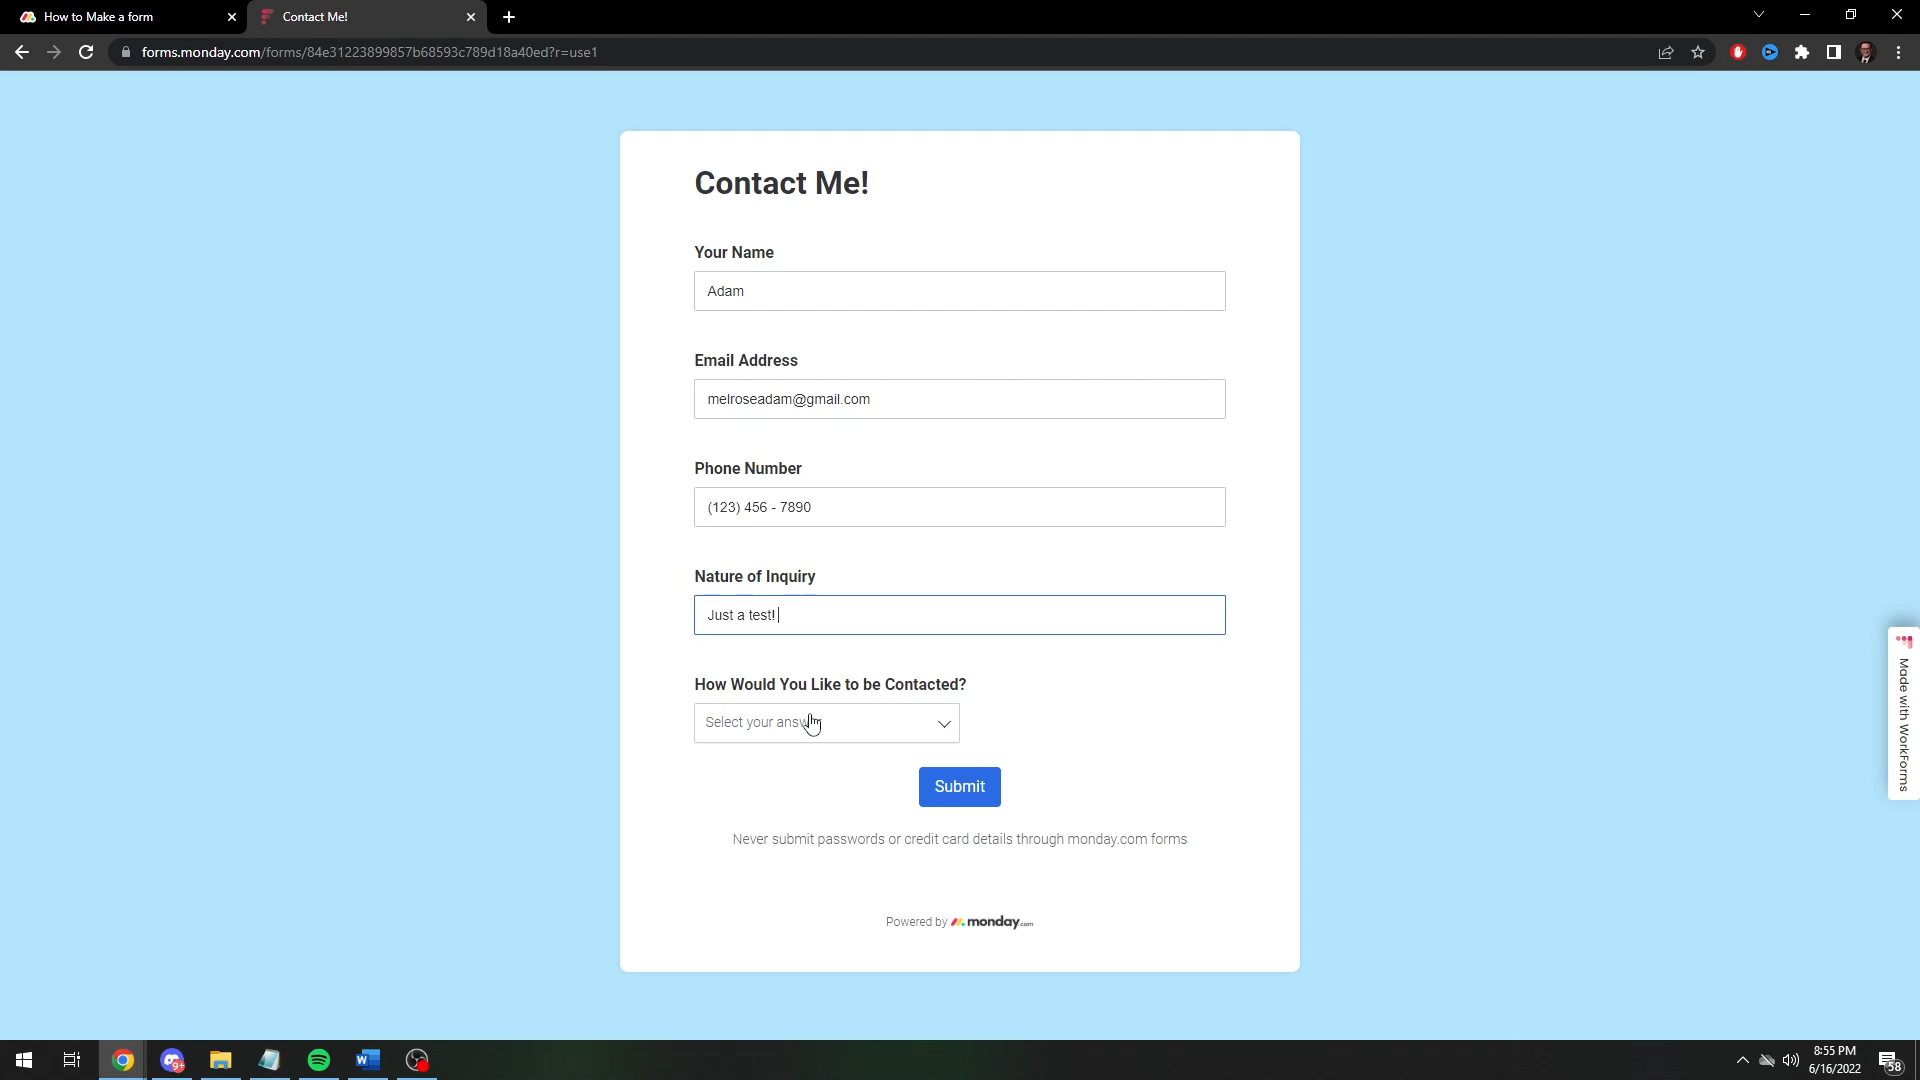 How to Make a form
Contact Me!
forms.monday.com/forms/84e31223899857b68593c789d18a40ed?r=use1
Contact Me!
Your Name
Adam
Email Address
melroseadam@gmail.com
Phone Number
(123) 456 - 7890
Nature of Inquiry
Just a test!
How Would You Like to be Contacted?
Select your answ
Submit
Never submit passwords or credit card details through monday.com forms
Powered by monday.com
Made with WorkForms
9+
8:55 PM
6/16/2022
58